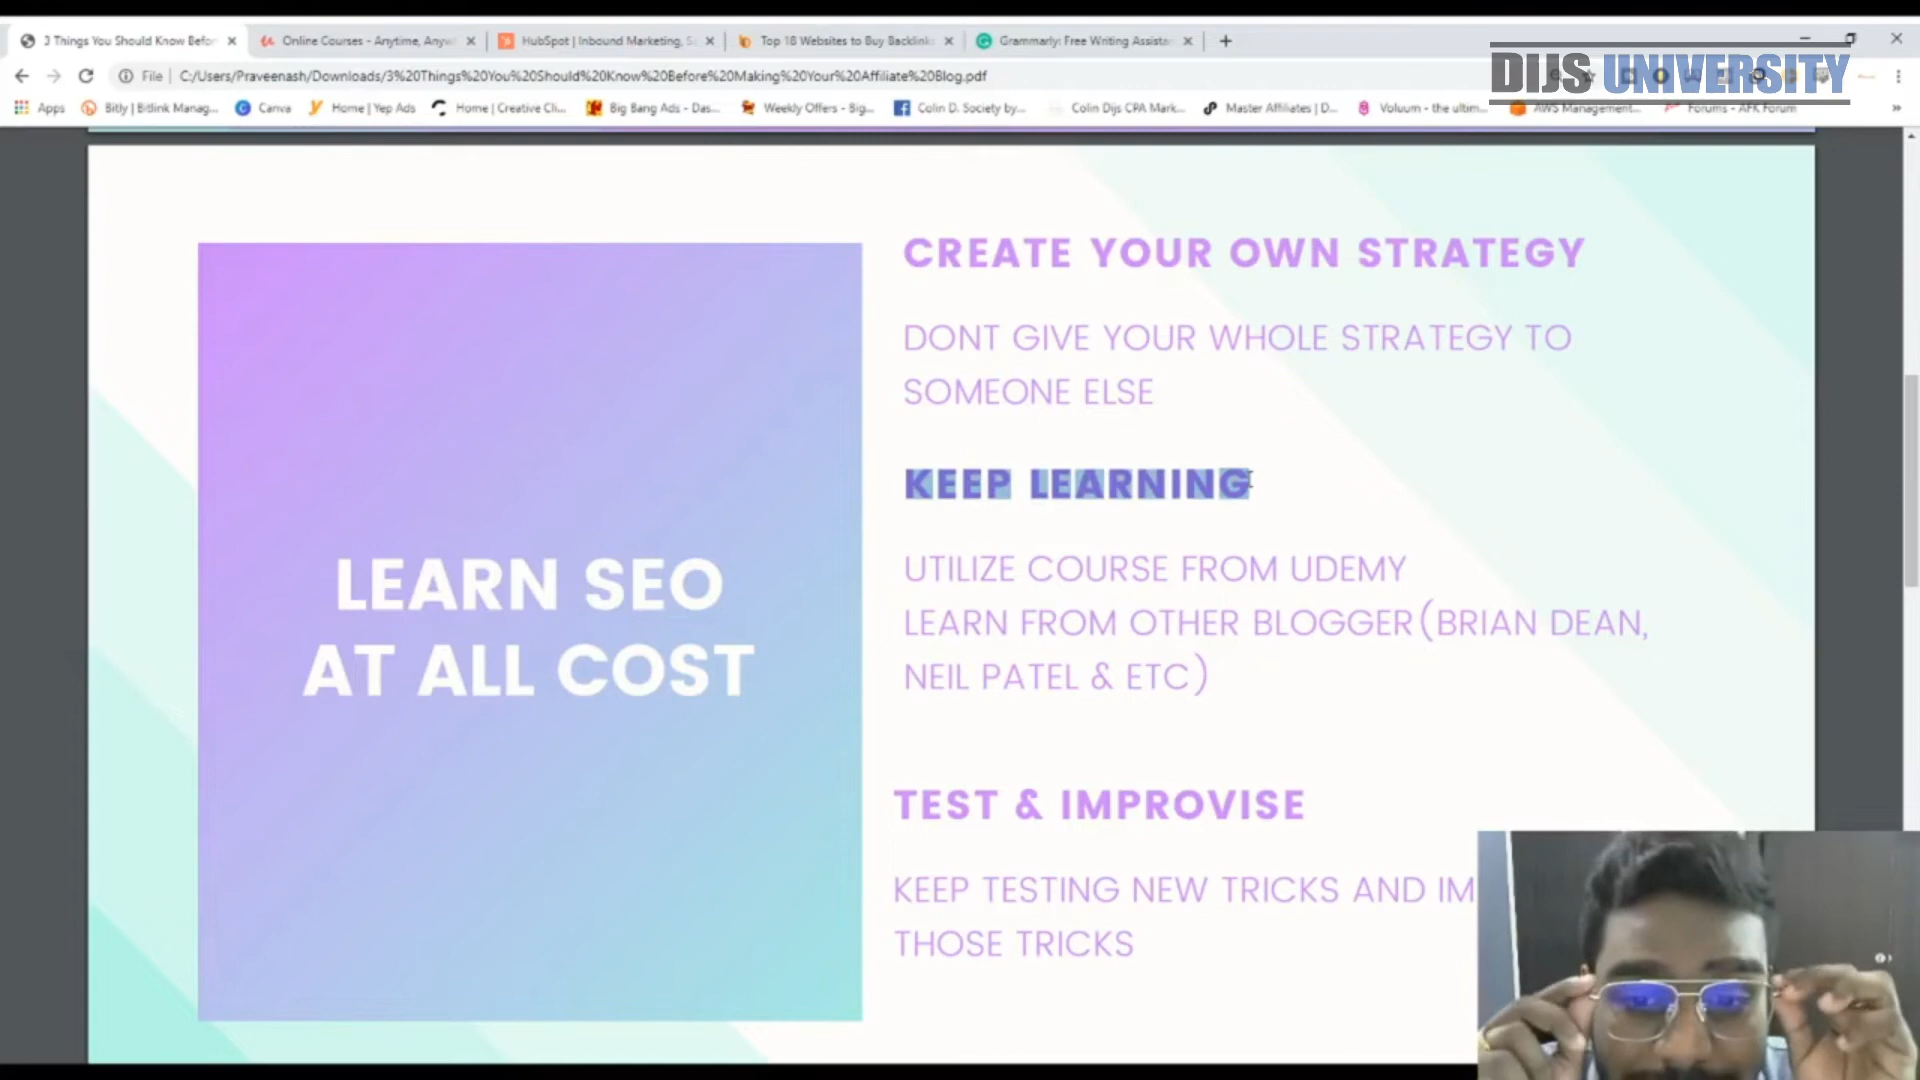 3 Things You Should Know Befor
Online Courses - Anytime, Anyw
HubSpot | Inbound Marketing, S
Top 18 Websites to Buy Backlink
Grammarly: Free Writing Assista
File
C:/Users/Praveenash/Downloads/3%20Things%20You%20Should%20Know%20Before%20Making%20Your%20Affiliate%20Blog.pdf
DIJS UNIVERSITY
Apps
Bitly | Bitlink Manag...
Canva
Home | Yep Ads
Home | Creative Cli...
Big Bang Ads - Das...
Weekly Offers - Big...
Colin D. Society by...
Colin Dijs CPA Mark...
Master Affiliates | D...
Voluum - the ultim...
AWS Management...
Forums - AFK Forum
LEARN SEO
AT ALL COST
CREATE YOUR OWN STRATEGY
DONT GIVE YOUR WHOLE STRATEGY TO
SOMEONE ELSE
KEEP LEARNING
UTILIZE COURSE FROM UDEMY
LEARN FROM OTHER BLOGGER(BRIAN DEAN,
NEIL PATEL & ETC)
TEST & IMPROVISE
KEEP TESTING NEW TRICKS AND IM
THOSE TRICKS